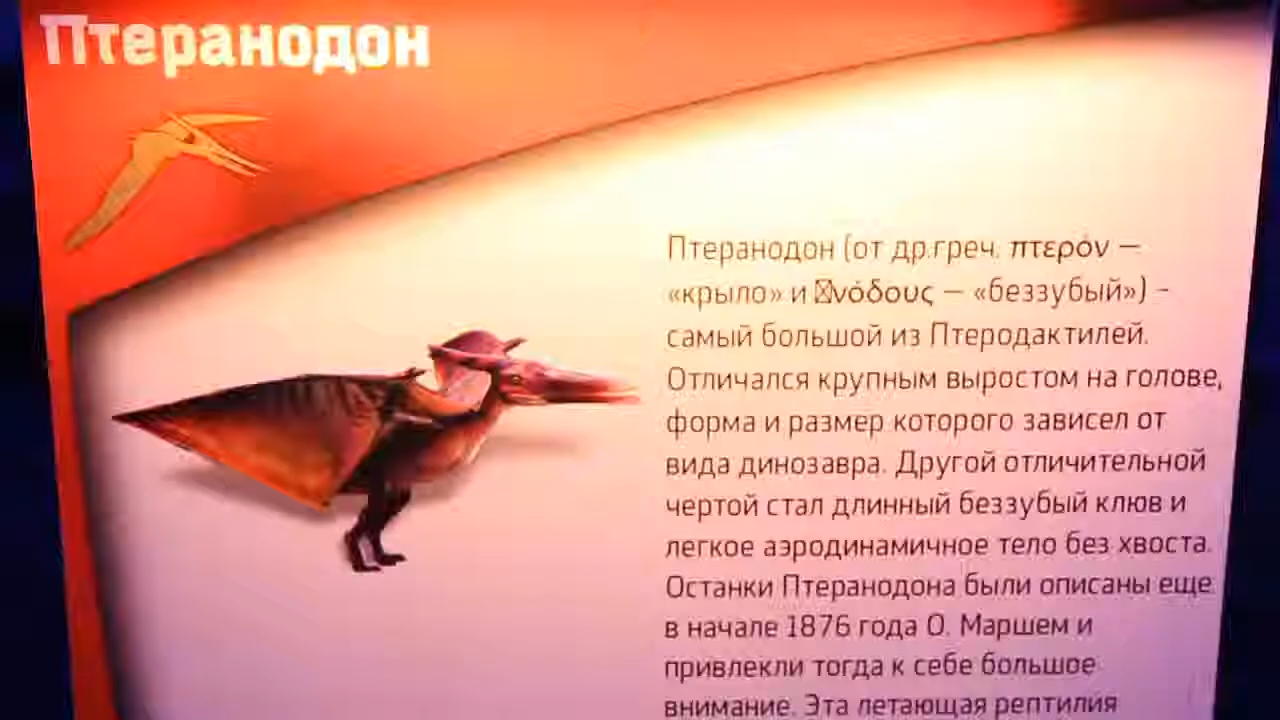 Птеранодон
Птеранодон (от др.греч. πτερόν –
«крыло» и νόδους – «беззубый») -
самый большой из Птеродактилей.
Отличался крупным выростом на голове,
форма и размер которого зависел от
вида динозавра. Другой отличительной
чертой стал длинный беззубый клюв и
легкое аэродинамичное тело без хвоста.
Останки Птеранодона были описаны еще
в начале 1876 года О. Маршем и
привлекли тогда к себе большое
внимание. Эта летающая рептилия